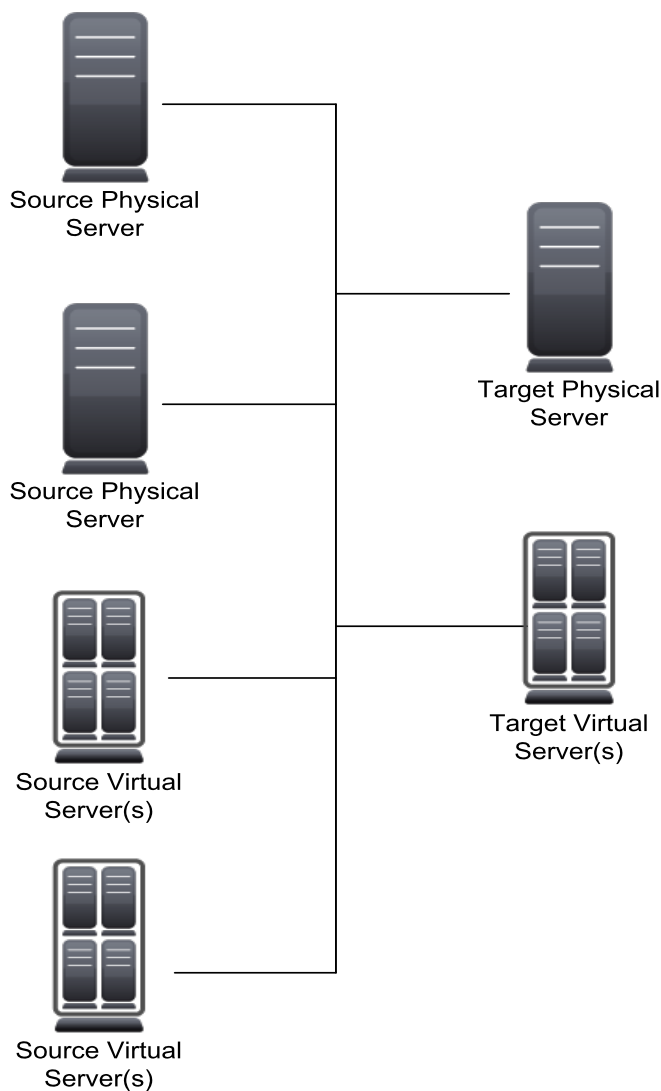 Source Physical
Server
Target Physical
Server
Source Physical
Server
Target Virtual
Server(s)
Source Virtual
Server(s)
Source Virtual
Server(s)